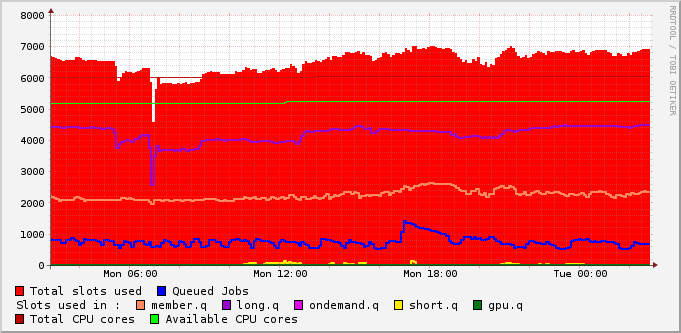 8000
7000
6000
5000
4000
3000
2000
1000
0
Mon 06:00 Mon 12:00 Mon 18:00 Tue 00:00
Total slots used Queued Jobs
Slots used in : member.q long.q ondemand.q short.q gpu.q
Total CPU cores Available CPU cores
RRDTOOL / TOBI OETIKER